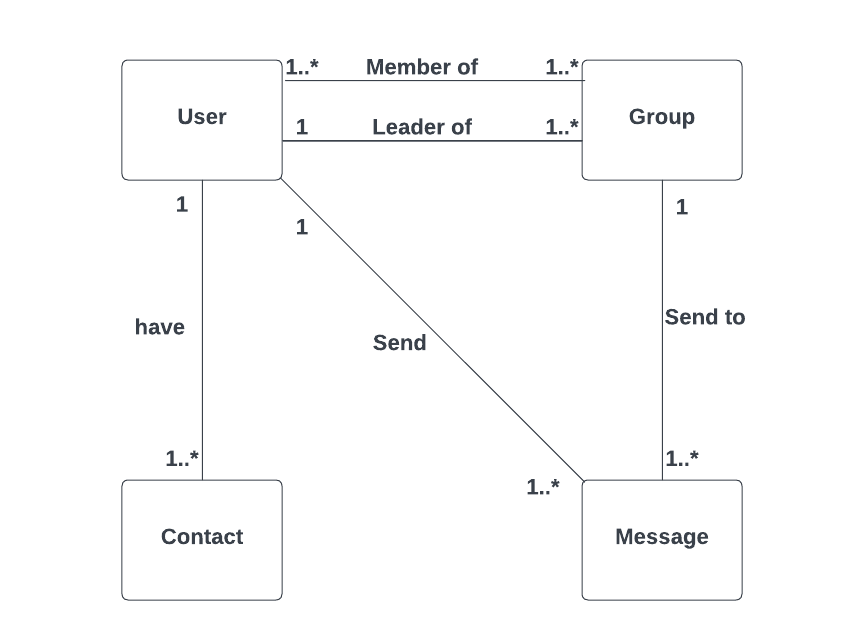 1..* Member of 1..*
User
Group
1 Leader of 1..*
1
1
1
have
Send
Send to
1..*
1..*
1..*
Contact
Message